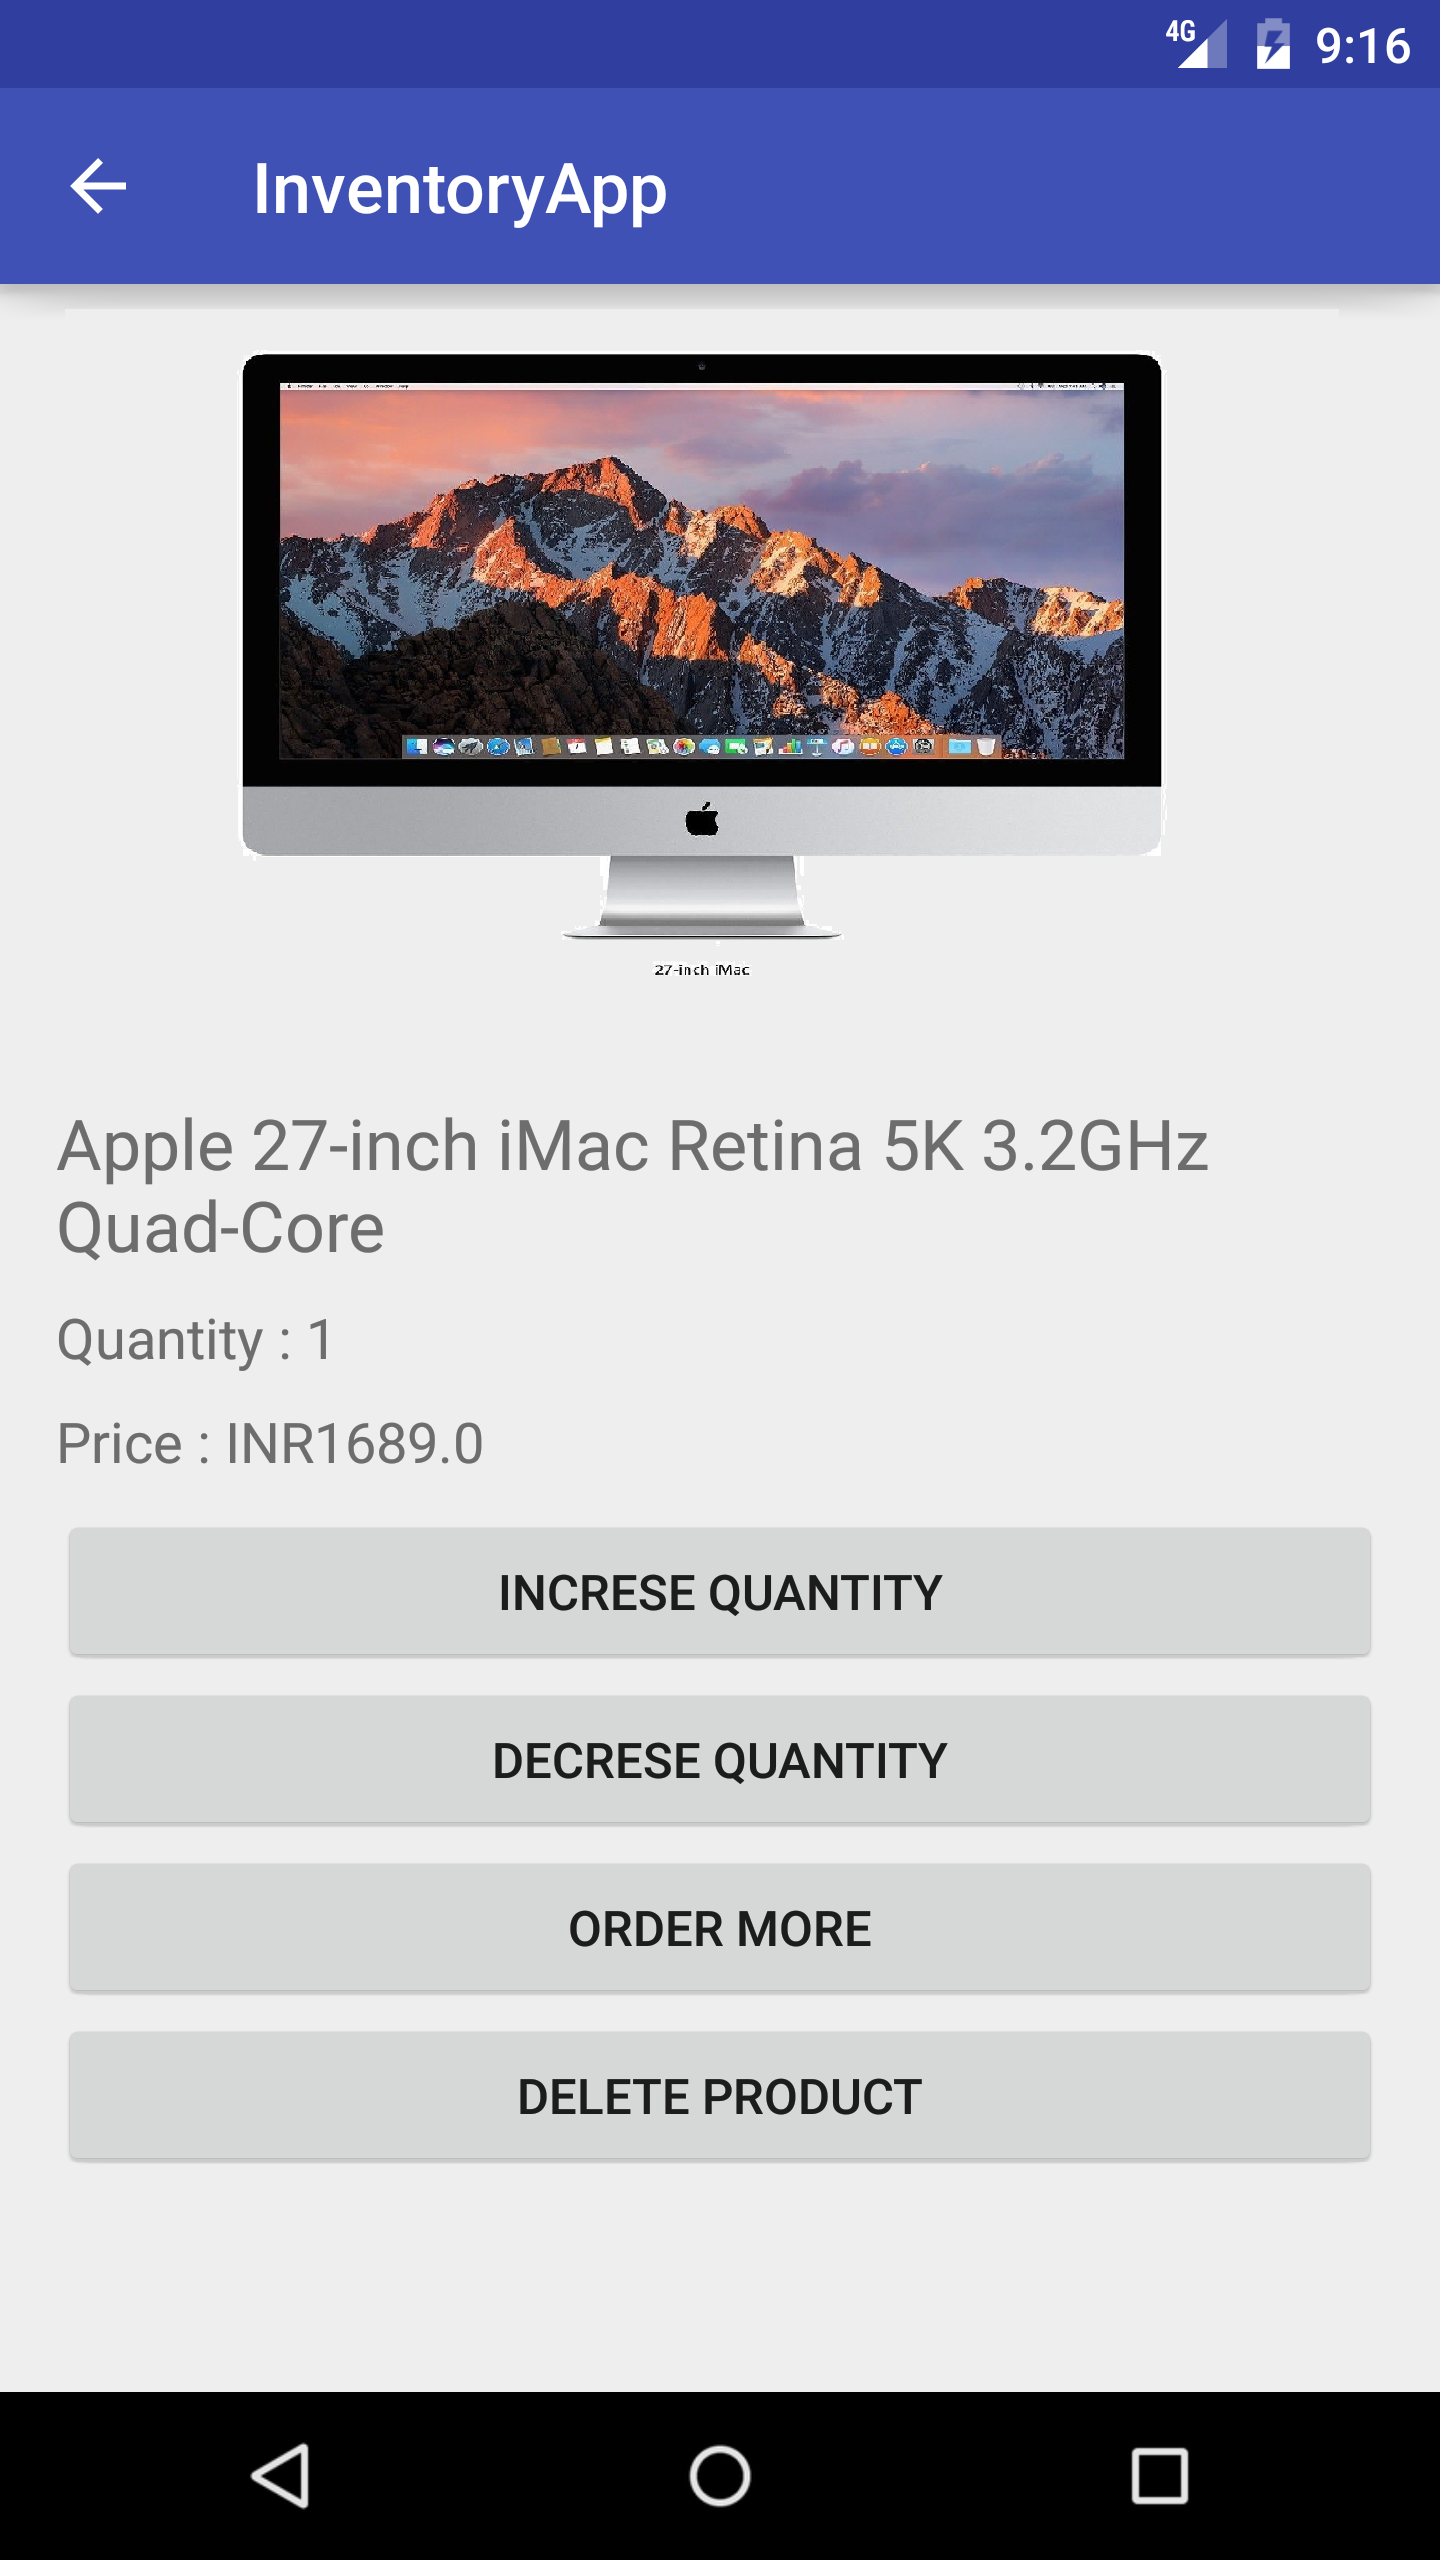 4G 9:16
InventoryApp
27-inch iMac
Apple 27-inch iMac Retina 5K 3.2GHz
Quad-Core
Quantity : 1
Price : INR1689.0
INCRESE QUANTITY
DECRESE QUANTITY
ORDER MORE
DELETE PRODUCT